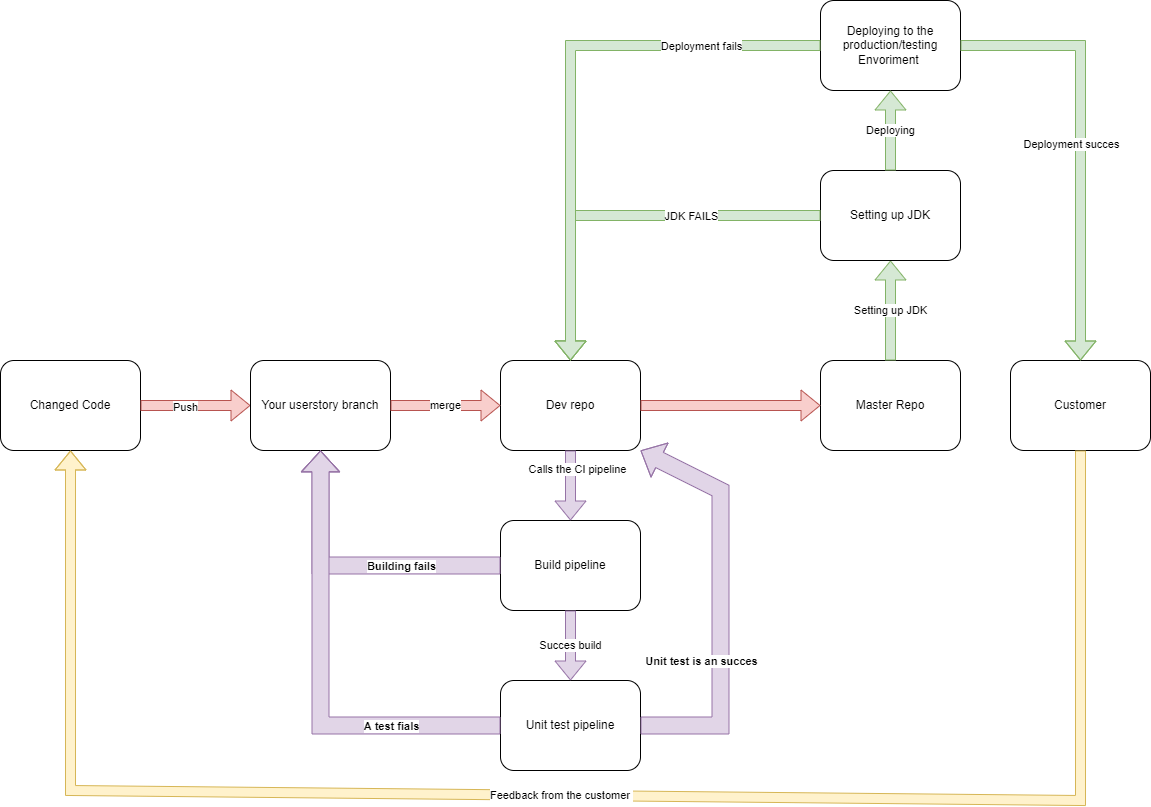 Deploying to the
production/testing
Envoriment
Deployment fails
Deploying
Deployment succes
JDK FAILS
Setting up JDK
Setting up JDK
Changed Code
Push
Your userstory branch
merge
Dev repo
Master Repo
Customer
Calls the CI pipeline
Building fails
Build pipeline
Succes build
Unit test is an succes
A test fials
Unit test pipeline
Feedback from the customer